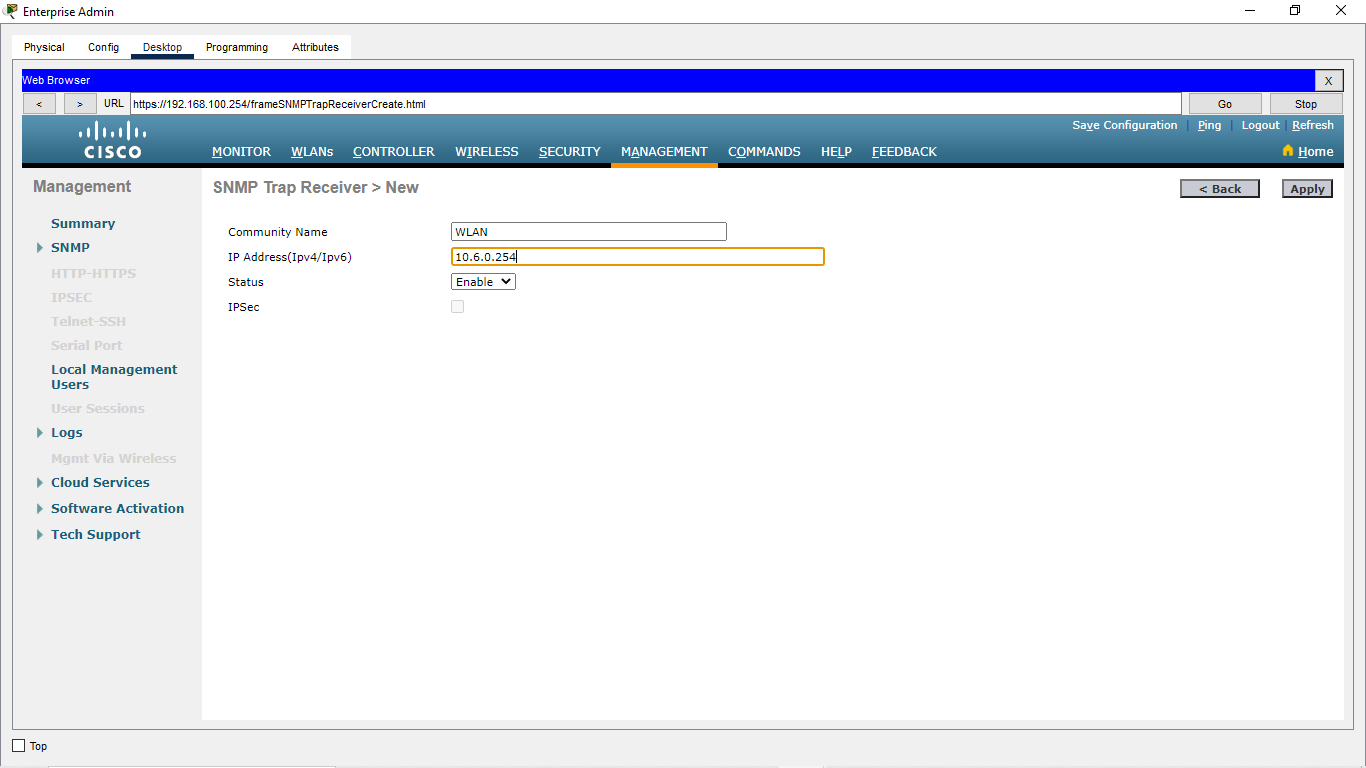 Enterprise Admin
Physical Config Desktop Programming Attributes
Web Browser X
< > URL https://192.168.100.254/frameSNMPTrapReceiverCreate.html Go Stop
Save Configuration | Ping | Logout | Refresh
CISCO MONITOR WLANs CONTROLLER WIRELESS SECURITY MANAGEMENT COMMANDS HELP FEEDBACK Home
Management
Summary
SNMP
HTTP-HTTPS
IPSEC
Telnet-SSH
Serial Port
Local Management
Users
User Sessions
Logs
Mgmt Via Wireless
Cloud Services
Software Activation
Tech Support
SNMP Trap Receiver > New < Back Apply
Community Name WLAN
IP Address(Ipv4/Ipv6) 10.6.0.254
Status Enable
IPSec
Top